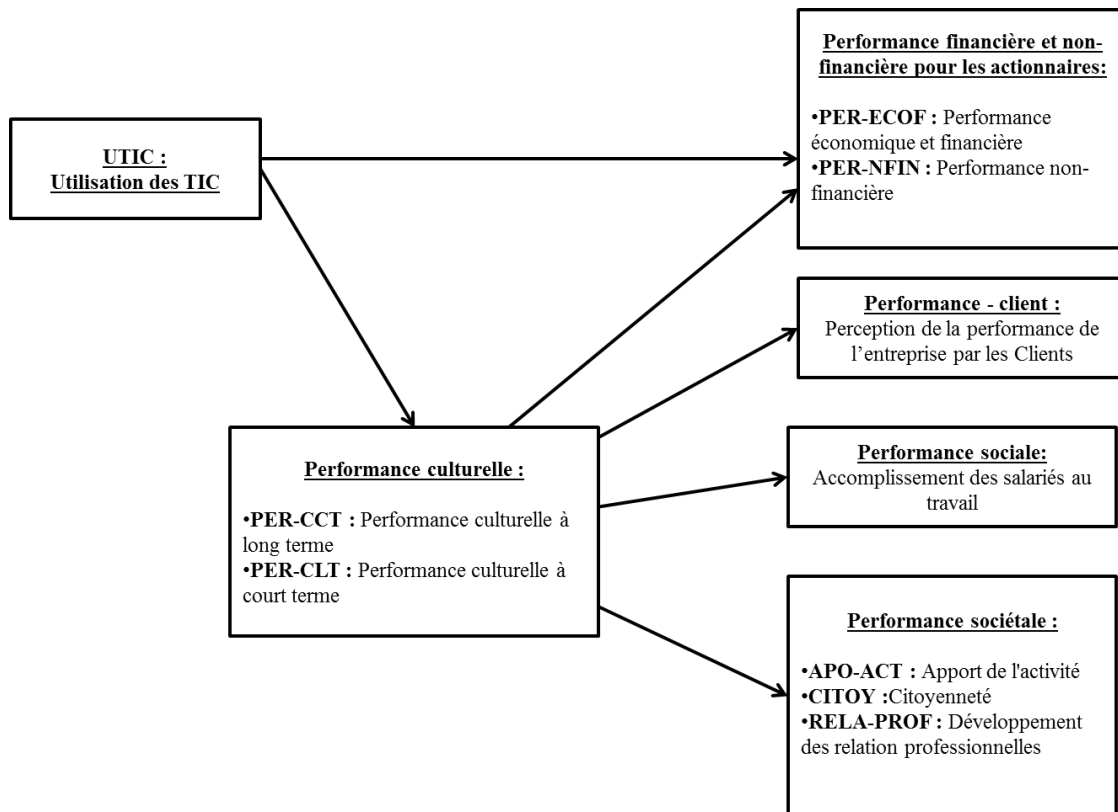 UTIC :
Utilisation des TIC
Performance financière et non-
financière pour les actionnaires:
•PER-ECOF : Performance
économique et financière
•PER-NFIN : Performance non-
financière
Performance - client :
Perception de la performance de
l’entreprise par les Clients
Performance culturelle :
•PER-CCT : Performance culturelle à
long terme
•PER-CLT : Performance culturelle à
court terme
Performance sociale:
Accomplissement des salariés au
travail
Performance sociétale :
•APO-ACT : Apport de l'activité
•CITOY :Citoyenneté
•RELA-PROF : Développement
des relation professionnelles